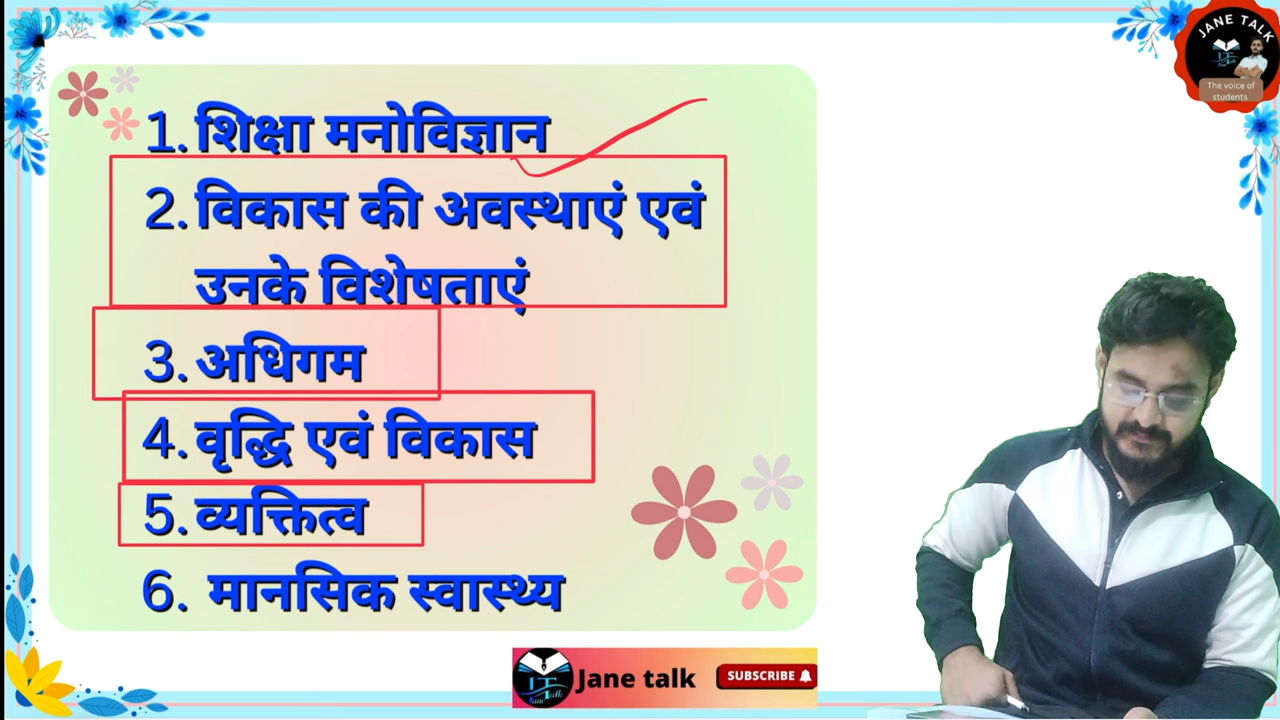 1. शिक्षा मनोविज्ञान
2. विकास की अवस्थाएं एवं
उनके विशेषताएं
3. अधिगम
4. वृद्धि एवं विकास
5. व्यक्तित्व
6. मानसिक स्वास्थ्य
JANE TALK
The voice of
students
Jane talk
SUBSCRIBE